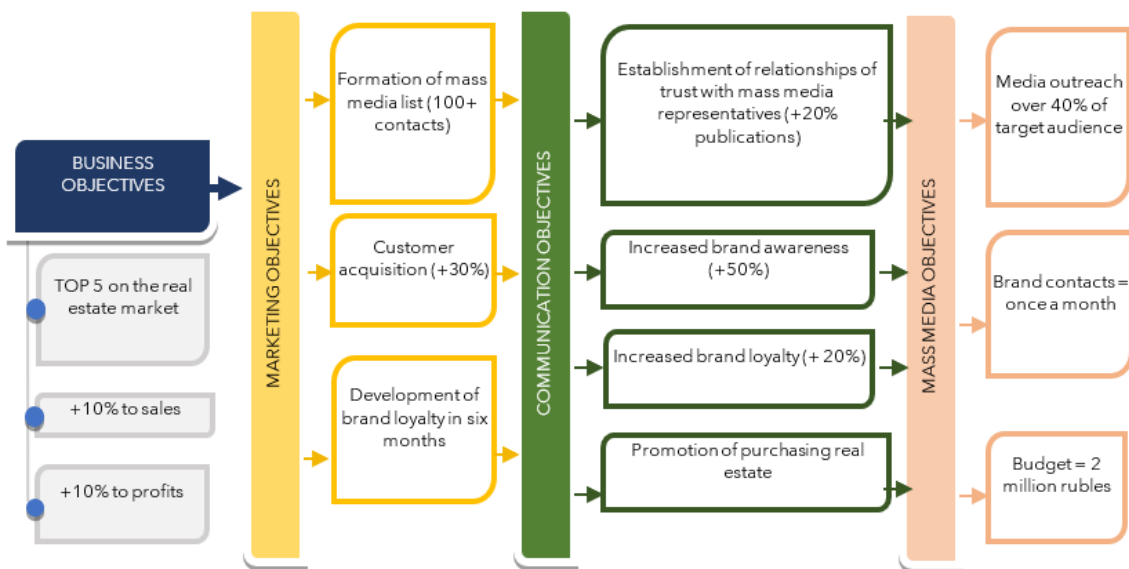 BUSINESS
OBJECTIVES
TOP 5 on the real
estate market
+10% to sales
+10% to profits
MARKETING OBJECTIVES
Formation of mass
media list (100+
contacts)
Customer
acquisition (+30%)
Development of
brand loyalty in six
months
COMMUNICATION OBJECTIVES
Establishment of relationships of
trust with mass media
representatives (+20%
publications)
Increased brand awareness
(+50%)
Increased brand loyalty (+ 20%)
Promotion of purchasing real
estate
MASS MEDIA OBJECTIVES
Media outreach
over 40% of
target audience
Brand contacts =
once a month
Budget = 2
million rubles